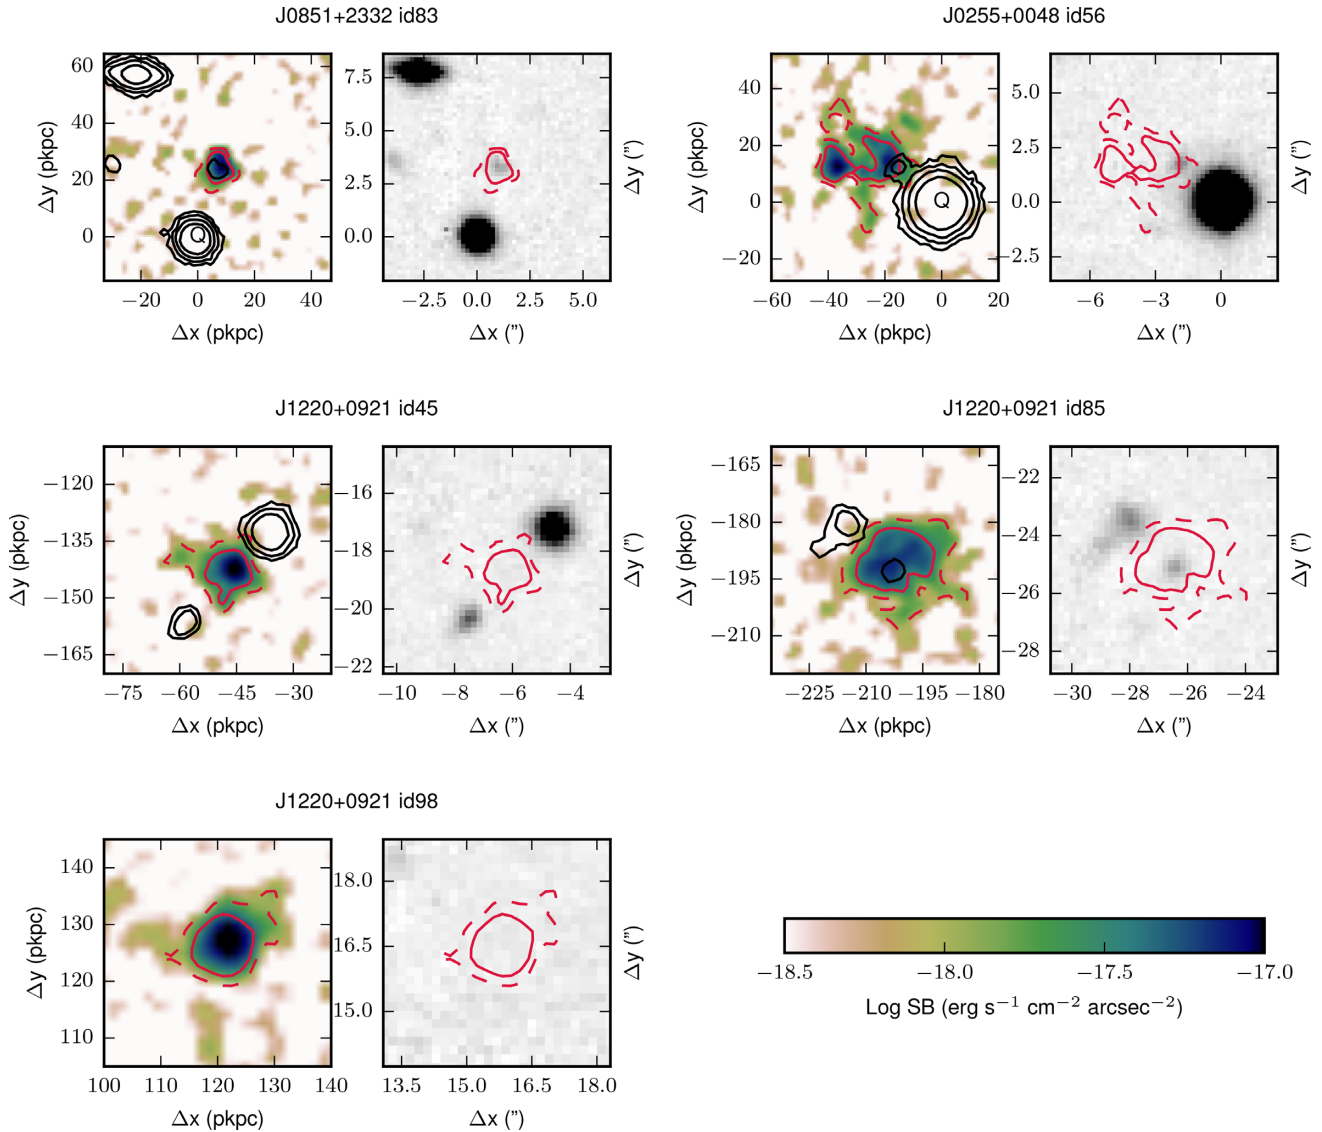 J0851+2332 id83
J0255+0048 id56
60
40
20
0
Δy (pkpc)
Q
−20 0 20 40
Δx (pkpc)
7.5
5.0
2.5
0.0
Δy (”)
−2.5 0.0 2.5 5.0
Δx (”)
40
20
0
−20
Δy (pkpc)
Q
−60 −40 −20 0 20
Δx (pkpc)
5.0
2.5
0.0
−2.5
Δy (”)
−6 −3 0
Δx (”)
J1220+0921 id45
J1220+0921 id85
−120
−135
−150
−165
Δy (pkpc)
−75 −60 −45 −30
Δx (pkpc)
−16
−18
−20
−22
Δy (”)
−10 −8 −6 −4
Δx (”)
−165
−180
−195
−210
Δy (pkpc)
−225 −210 −195 −180
Δx (pkpc)
−22
−24
−26
−28
Δy (”)
−30 −28 −26 −24
Δx (”)
J1220+0921 id98
140
130
120
110
Δy (pkpc)
100 110 120 130 140
Δx (pkpc)
18.0
16.5
15.0
Δy (”)
13.5 15.0 16.5 18.0
Δx (”)
−18.5 −18.0 −17.5 −17.0
Log SB (erg s⁻¹ cm⁻² arcsec⁻²)